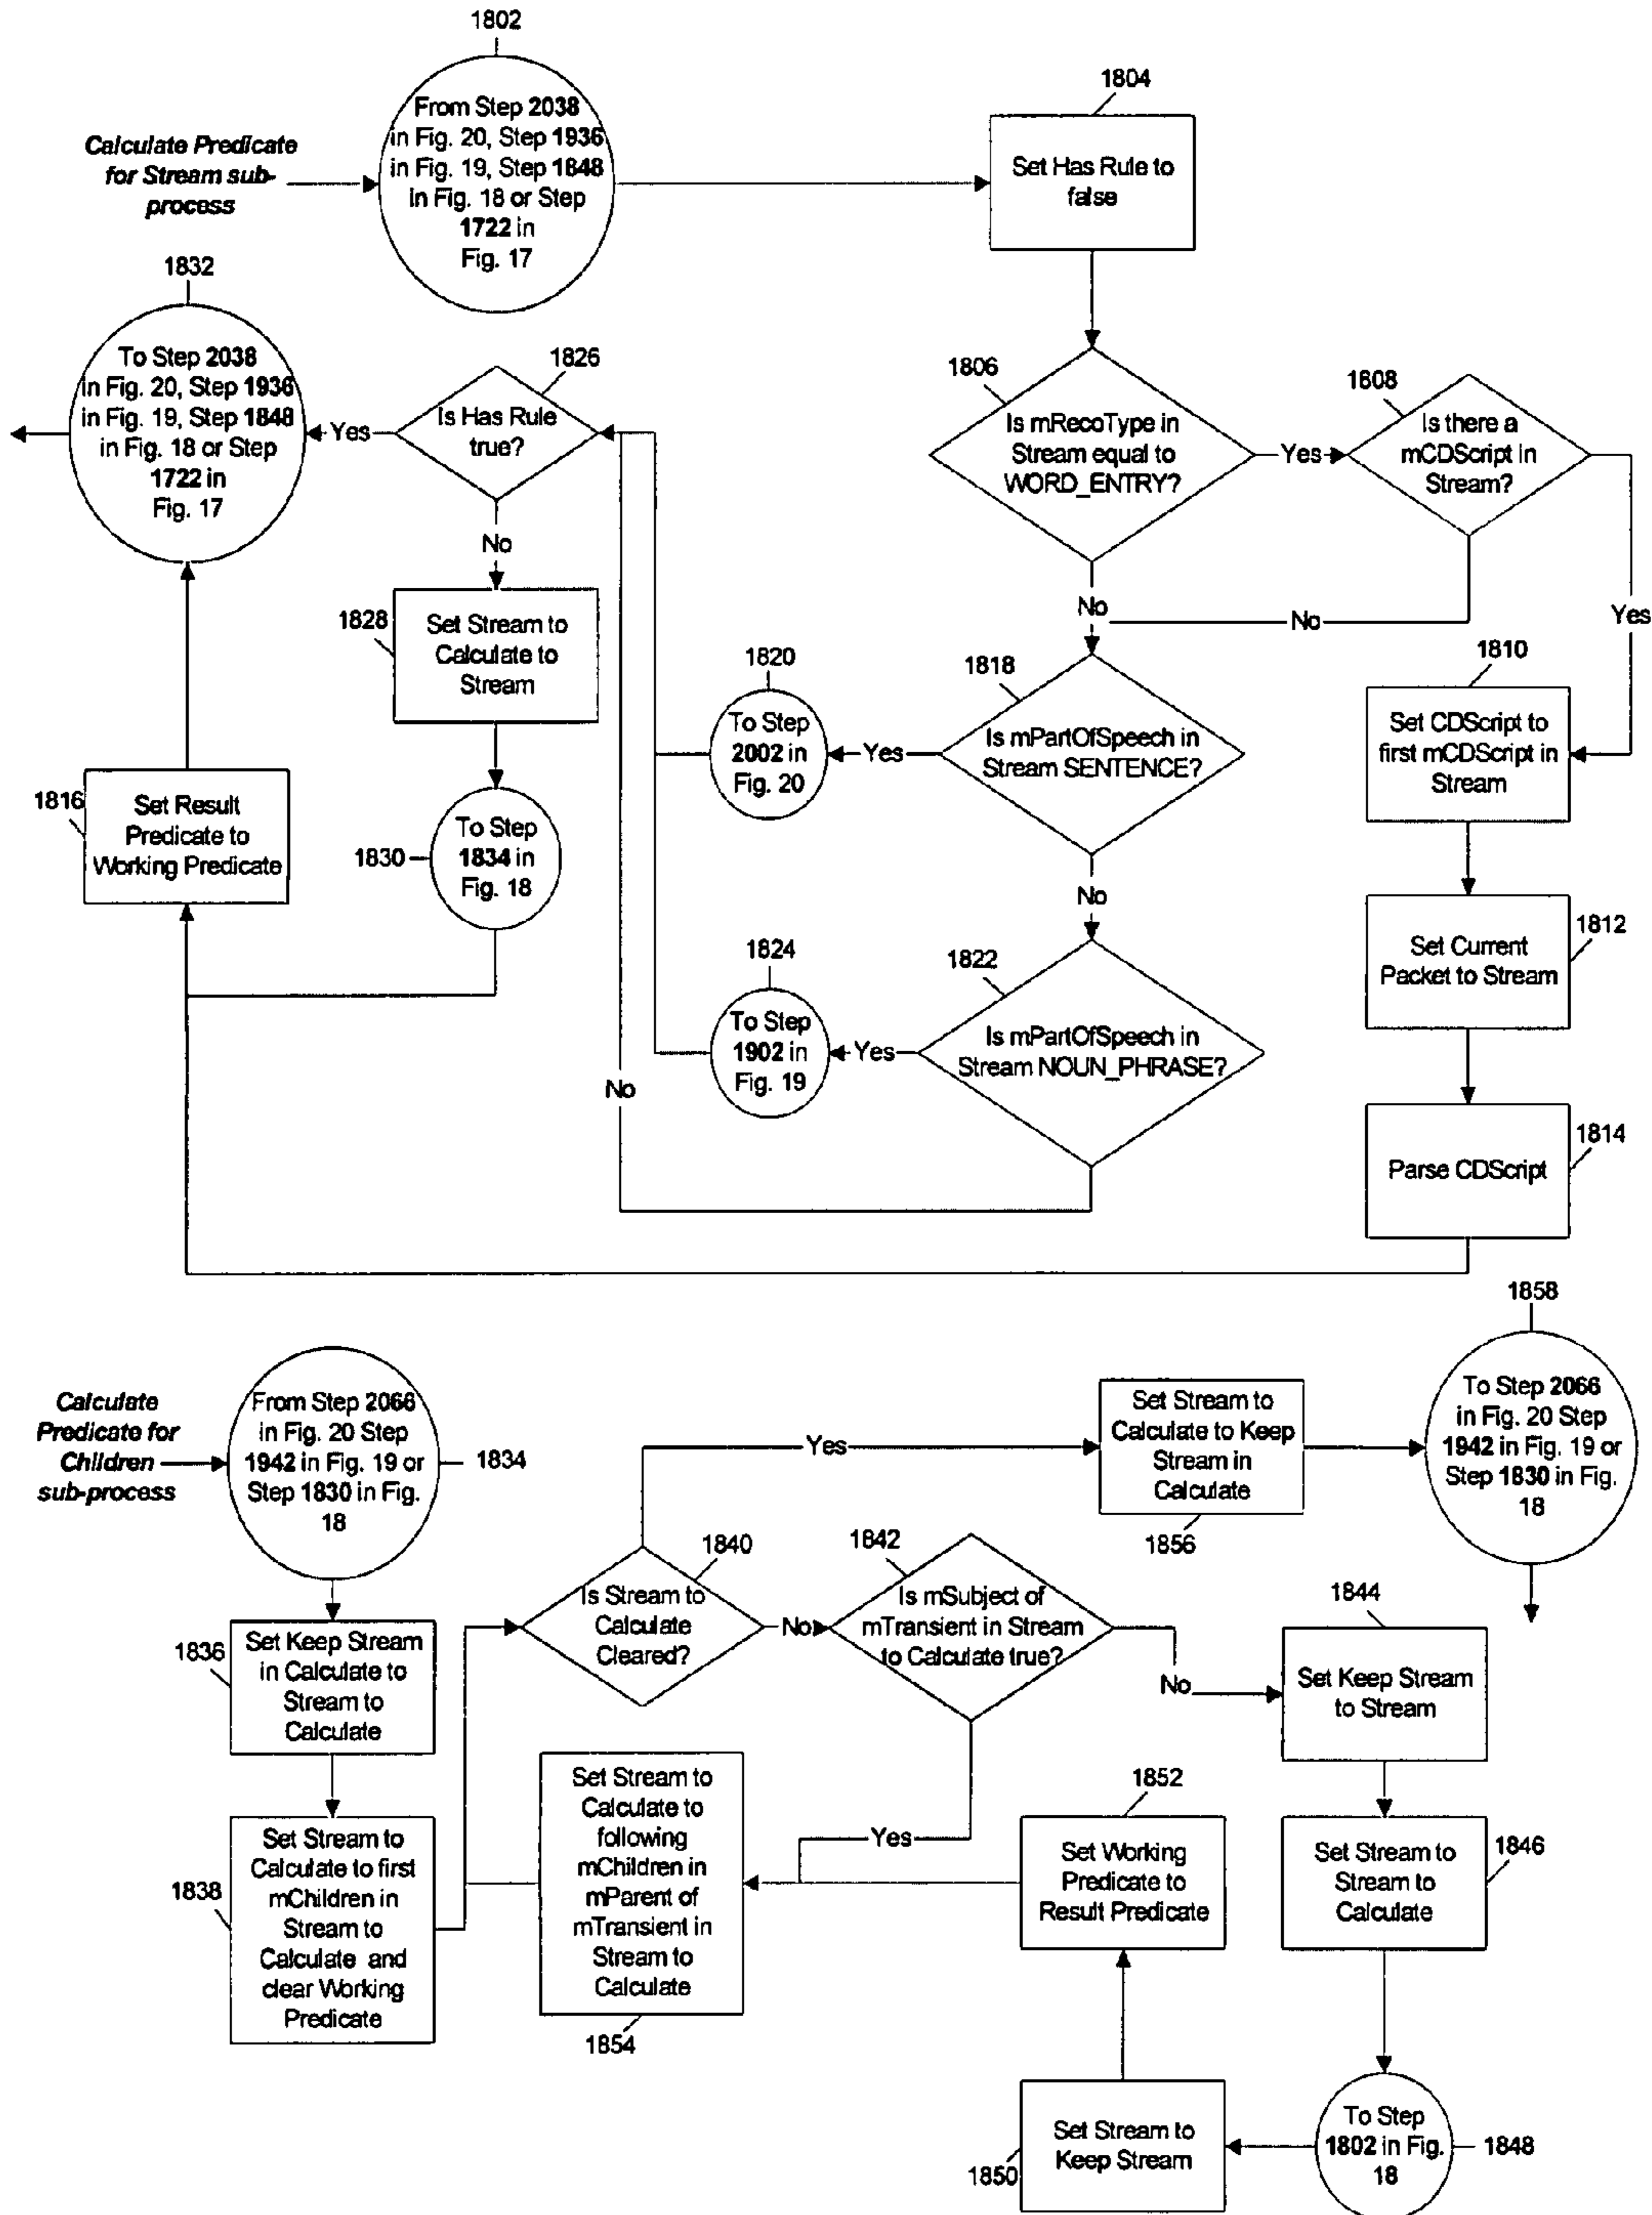 1802
From Step 2038
in Fig. 20, Step 1936
in Fig. 19, Step 1848
in Fig. 18 or Step
1722 in
Fig. 17
Calculate Predicate
for Stream sub-
process
1804
Set Has Rule to
false
1832
To Step 2038
in Fig. 20, Step 1936
in Fig. 19, Step 1848
in Fig. 18 or Step
1722 in
Fig. 17
1826
Is Has Rule
true?
Yes
No
1806
Is mRecoType in
Stream equal to
WORD_ENTRY?
Yes
No
1808
Is there a
mCDScript in
Stream?
No
Yes
1828
Set Stream to
Calculate to
Stream
1830
To Step
1834 in
Fig. 18
1816
Set Result
Predicate to
Working Predicate
1820
To Step
2002 in
Fig. 20
Yes
1818
Is mPartOfSpeech in
Stream SENTENCE?
No
1810
Set CDScript to
first mCDScript in
Stream
1812
Set Current
Packet to Stream
1824
To Step
1902 in
Fig. 19
Yes
1822
Is mPartOfSpeech in
Stream NOUN_PHRASE?
No
1814
Parse CDScript
1858
To Step 2066
in Fig. 20 Step
1942 in Fig. 19 or
Step 1830 in Fig.
18
Calculate
Predicate for
Children
sub-process
From Step 2066
in Fig. 20 Step
1942 in Fig. 19 or
Step 1830 in Fig.
18
1834
Yes
Set Stream to
Calculate to Keep
Stream in
Calculate
1856
1840
Is Stream to
Calculate
Cleared?
No
1842
Is mSubject of
mTransient in Stream
to Calculate true?
No
Yes
1844
Set Keep Stream
to Stream
1836
Set Keep Stream
in Calculate to
Stream to
Calculate
1838
Set Stream to
Calculate to first
mChildren in
Stream to
Calculate and
clear Working
Predicate
Set Stream to
Calculate to
following
mChildren in
mParent of
mTransient in
Stream to
Calculate
1854
1852
Set Working
Predicate to
Result Predicate
1846
Set Stream to
Stream to
Calculate
1850
Set Stream to
Keep Stream
To Step
1802 in Fig.
18
1848